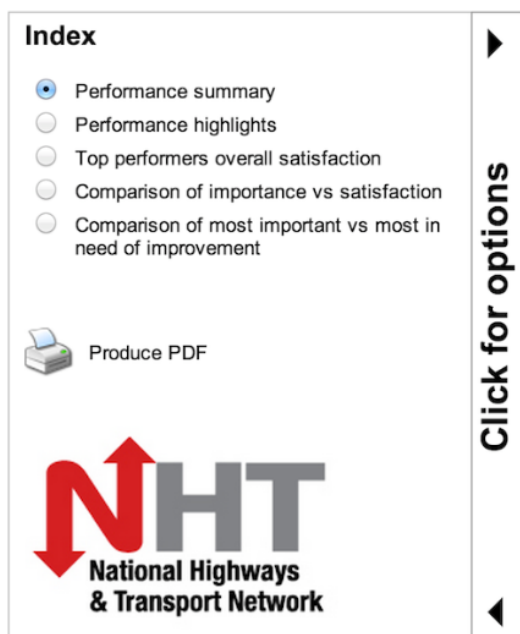 Index
Performance summary
Performance highlights
Top performers overall satisfaction
Comparison of importance vs satisfaction
Comparison of most important vs most in
need of improvement
Produce PDF
NHT
National Highways
& Transport Network
Click for options